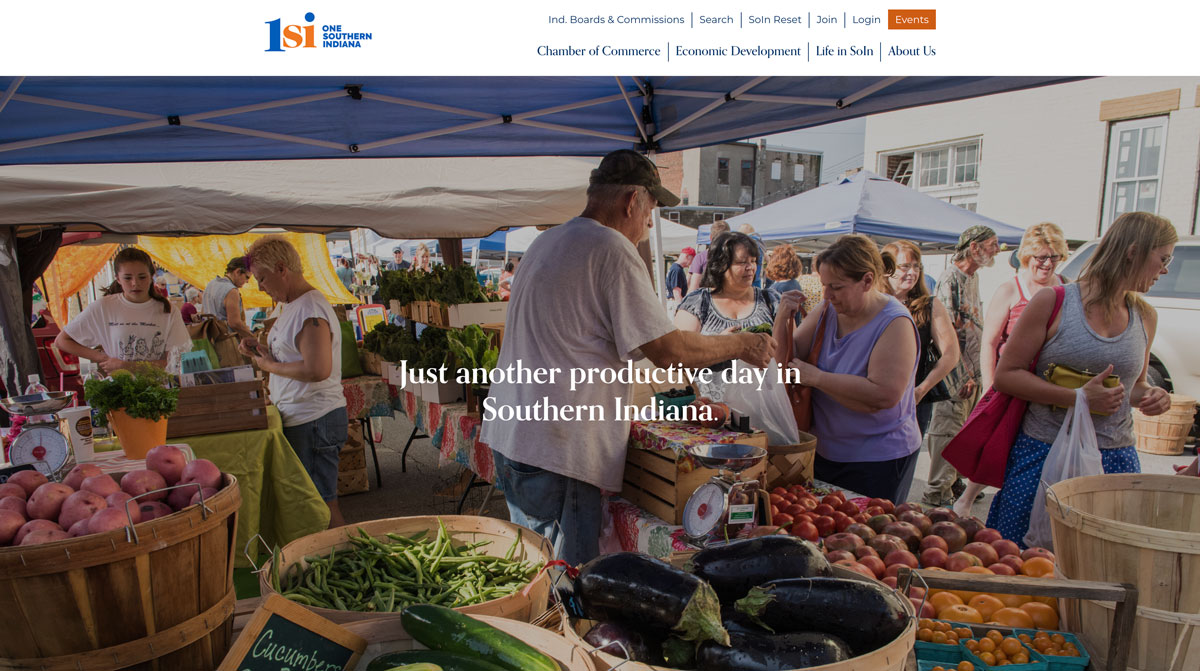 1si ONE
SOUTHERN
INDIANA
Ind. Boards & Commissions
Search
SoIn Reset
Join
Login
Events
Chamber of Commerce
Economic Development
Life in SoIn
About Us
Just another productive day in
Southern Indiana.
Cucumbers